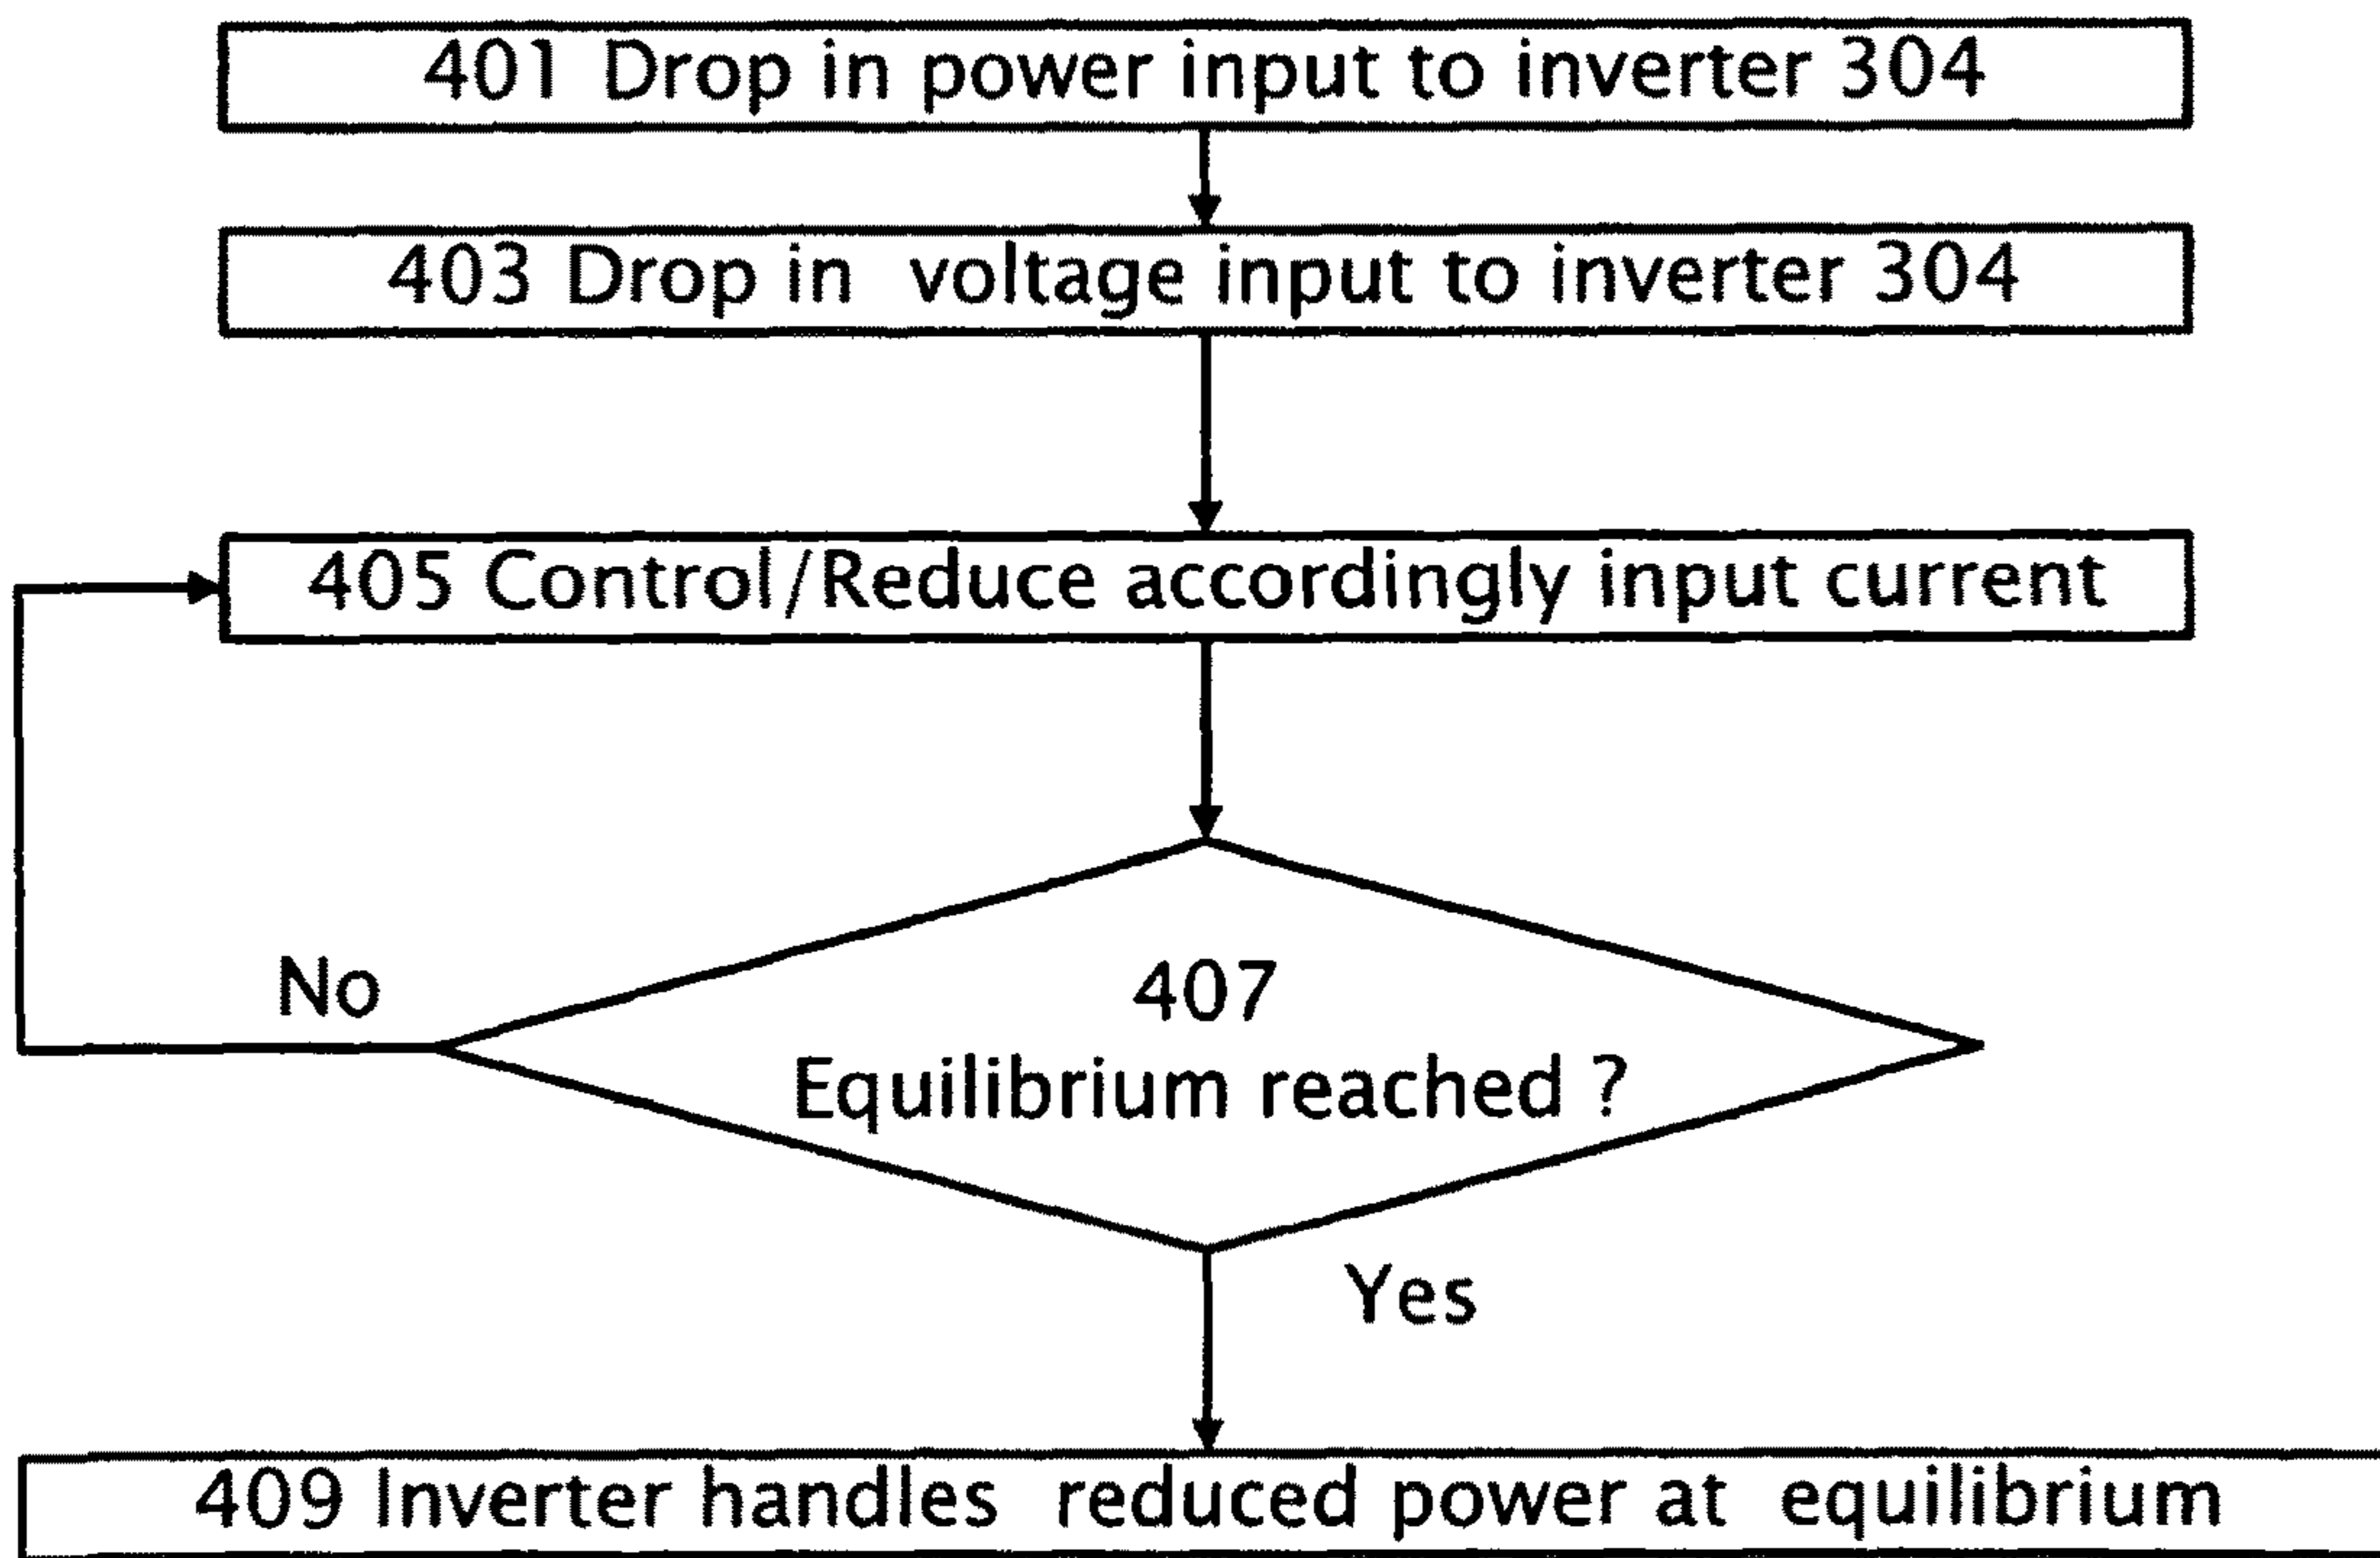 401 Drop in power input to inverter 304
403 Drop in voltage input to inverter 304
405 Control/Reduce accordingly input current
No
407
Equilibrium reached ?
Yes
409 Inverter handles reduced power at equilibrium